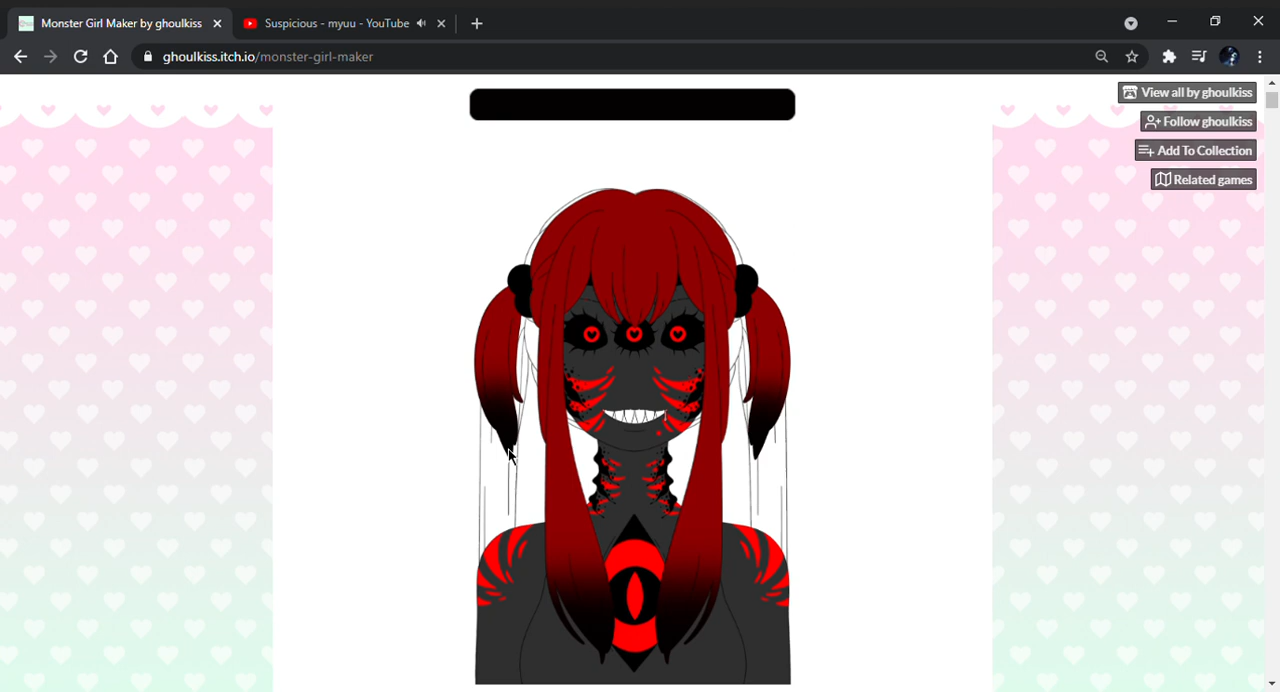 Monster Girl Maker by ghoulkiss
Suspicious - myuu - YouTube
ghoulkiss.itch.io/monster-girl-maker
View all by ghoulkiss
Follow ghoulkiss
Add To Collection
Related games